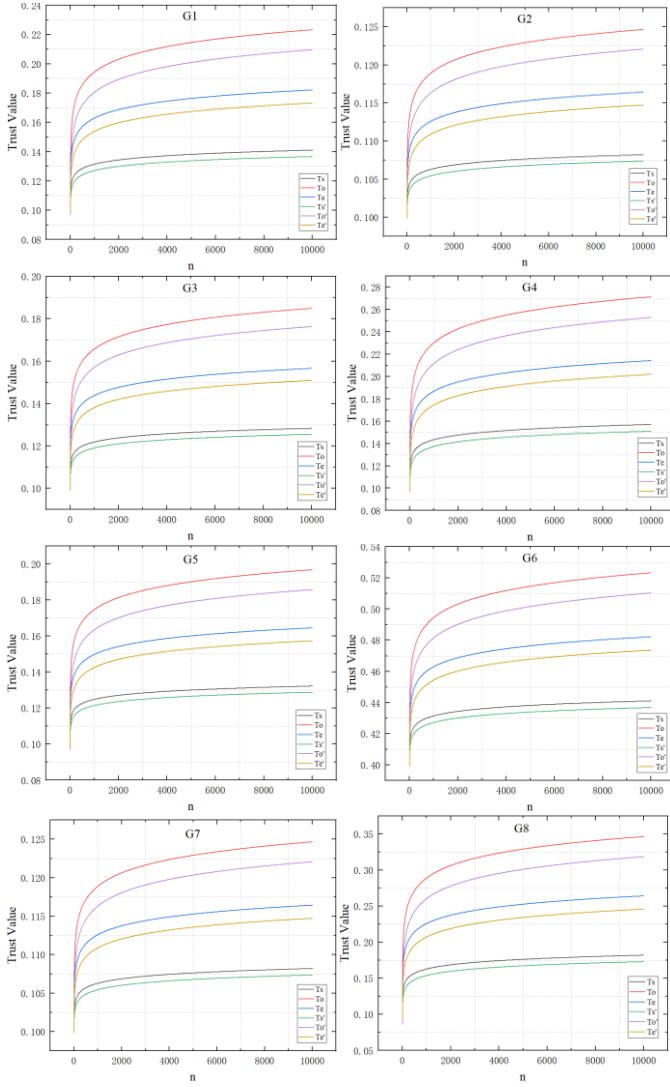 G1
Trust Value
0.24
0.22
0.20
0.18
0.16
0.14
0.12
0.10
0.08
Ts
To
Te
Ts'
To'
Te'
0 2000 4000 6000 8000 10000
n
G2
Trust Value
0.125
0.120
0.115
0.110
0.105
0.100
Ts
To
Te
Ts'
To'
Te'
0 2000 4000 6000 8000 10000
n
G3
Trust Value
0.20
0.18
0.16
0.14
0.12
0.10
Ts
To
Te
Ts'
To'
Te'
0 2000 4000 6000 8000 10000
n
G4
Trust Value
0.28
0.26
0.24
0.22
0.20
0.18
0.16
0.14
0.12
0.10
0.08
Ts
To
Te
Ts'
To'
Te'
0 2000 4000 6000 8000 10000
n
G5
Trust Value
0.20
0.18
0.16
0.14
0.12
0.10
0.08
Ts
To
Te
Ts'
To'
Te'
0 2000 4000 6000 8000 10000
n
G6
Trust Value
0.54
0.52
0.50
0.48
0.46
0.44
0.42
0.40
Ts
To
Te
Ts'
To'
Te'
0 2000 4000 6000 8000 10000
n
G7
Trust Value
0.125
0.120
0.115
0.110
0.105
0.100
Ts
To
Te
Ts'
To'
Te'
0 2000 4000 6000 8000 10000
n
G8
Trust Value
0.35
0.30
0.25
0.20
0.15
0.10
0.05
Ts
To
Te
Ts'
To'
Te'
0 2000 4000 6000 8000 10000
n